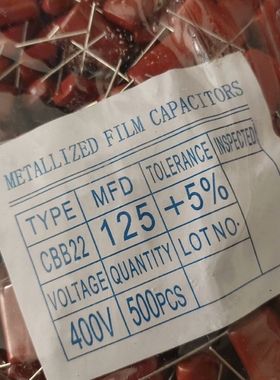 METALLIZED FILM CAPACITORS
TYPE MFD TOLERANCE INSPECTED
CBB22 125 +5%
VOLTAGE QUANTITY LOT NO.
400V 500PCS